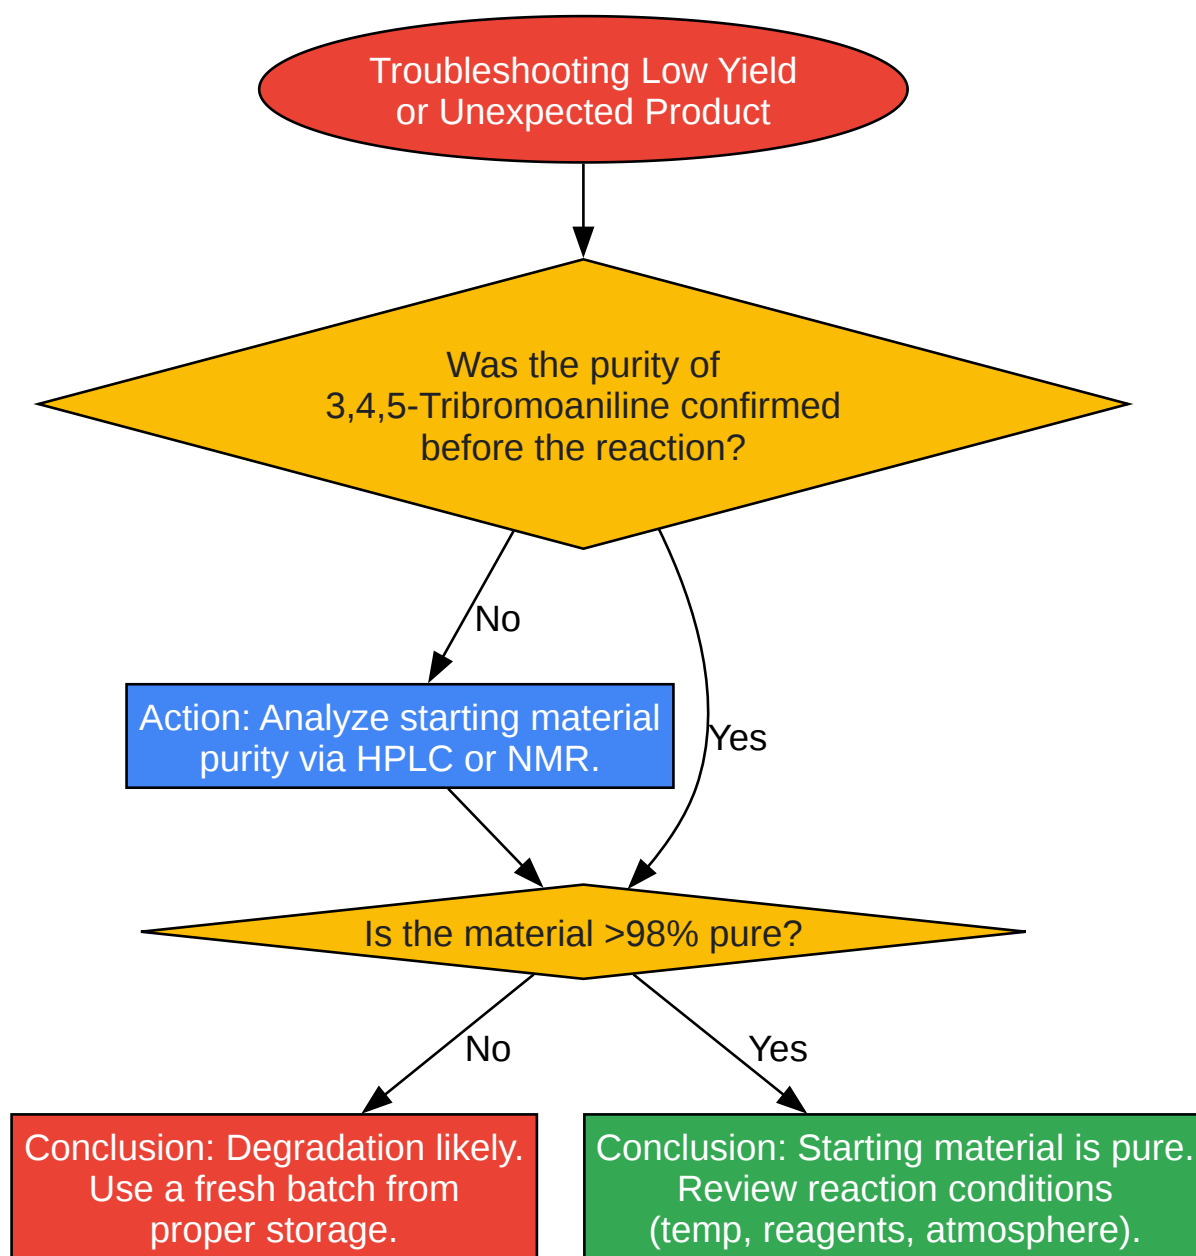 Troubleshooting Low Yield
or Unexpected Product
Was the purity of
3,4,5-Tribromoaniline confirmed
before the reaction?
No
Action: Analyze starting material
purity via HPLC or NMR.
Yes
Is the material >98% pure?
No
Yes
Conclusion: Degradation likely.
Use a fresh batch from
proper storage.
Conclusion: Starting material is pure.
Review reaction conditions
(temp, reagents, atmosphere).